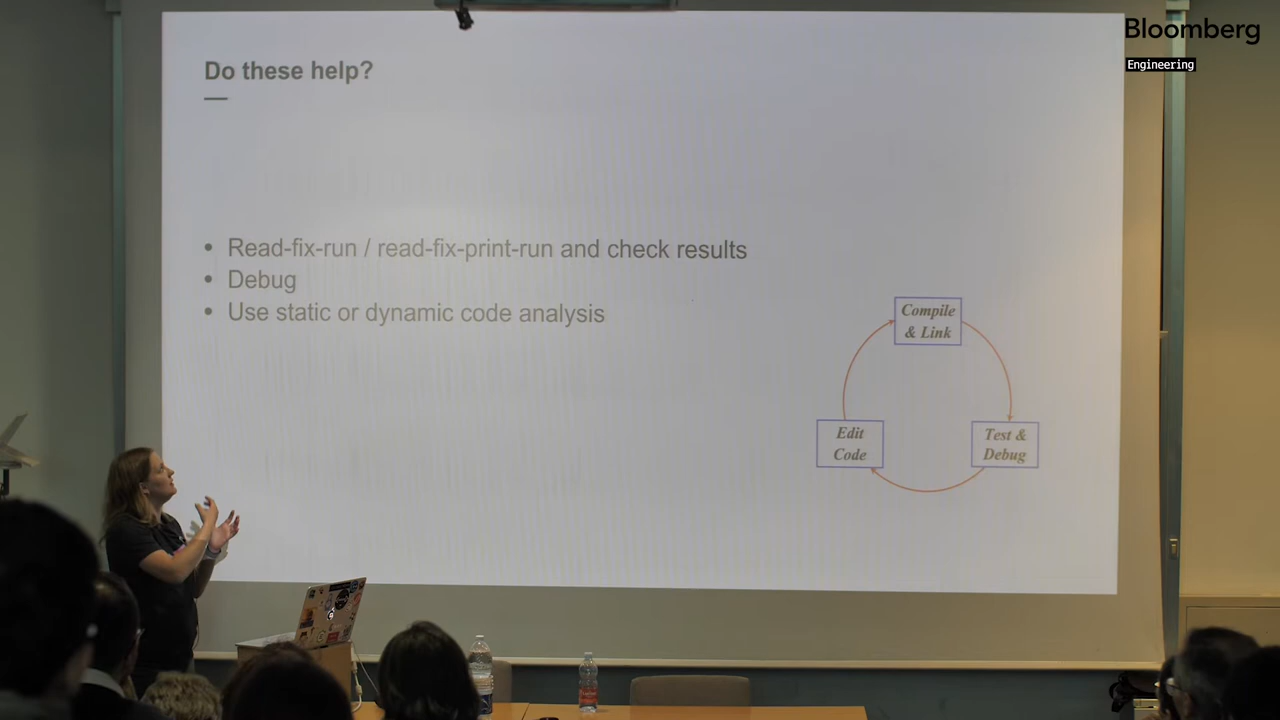 Bloomberg
Engineering
Do these help?
• Read-fix-run / read-fix-print-run and check results
• Debug
• Use static or dynamic code analysis
Compile
& Link
Edit
Code
Test &
Debug